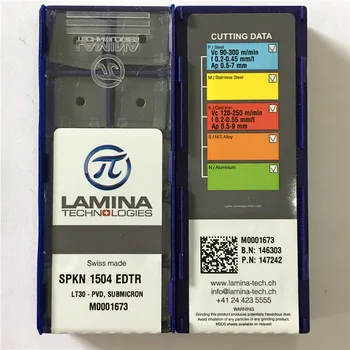 LAMINA
TECHNOLOGIES
LAMINA
TECHNOLOGIES
Swiss made
SPKN 1504 EDTR
LT30 - PVD, SUBMICRON
M0001673
CUTTING DATA
P / Steel
Vc 90-300 m/min
f 0.2-0.45 mm/t
Ap 0.5-7 mm
M / Stainless Steel
K / Cast Iron
Vc 120-250 m/min
f 0.2-0.55 mm/t
Ap 0.5-9 mm
N / Aluminium
M0001673
B.N: 146303
P.N: 147242
www.lamina-tech.ch
info@lamina-tech.ch
+41 24 423 5555
WARNING